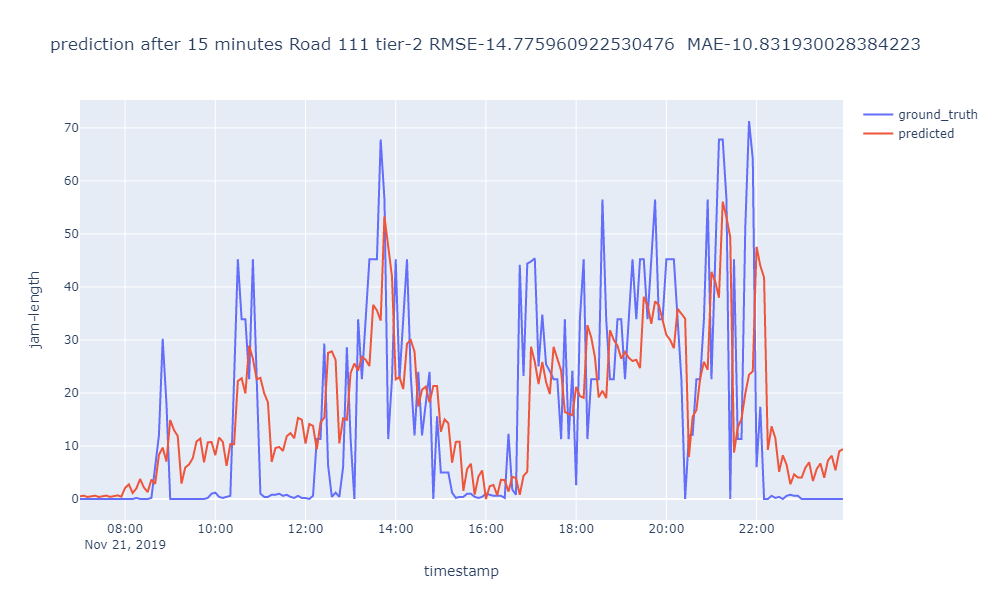 prediction after 15 minutes Road 111 tier-2 RMSE-14.775960922530476  MAE-10.831930028384223
ground_truth
predicted
70
60
50
40
30
20
10
0
jam-length
08:00 10:00 12:00 14:00 16:00 18:00 20:00 22:00
Nov 21, 2019
timestamp